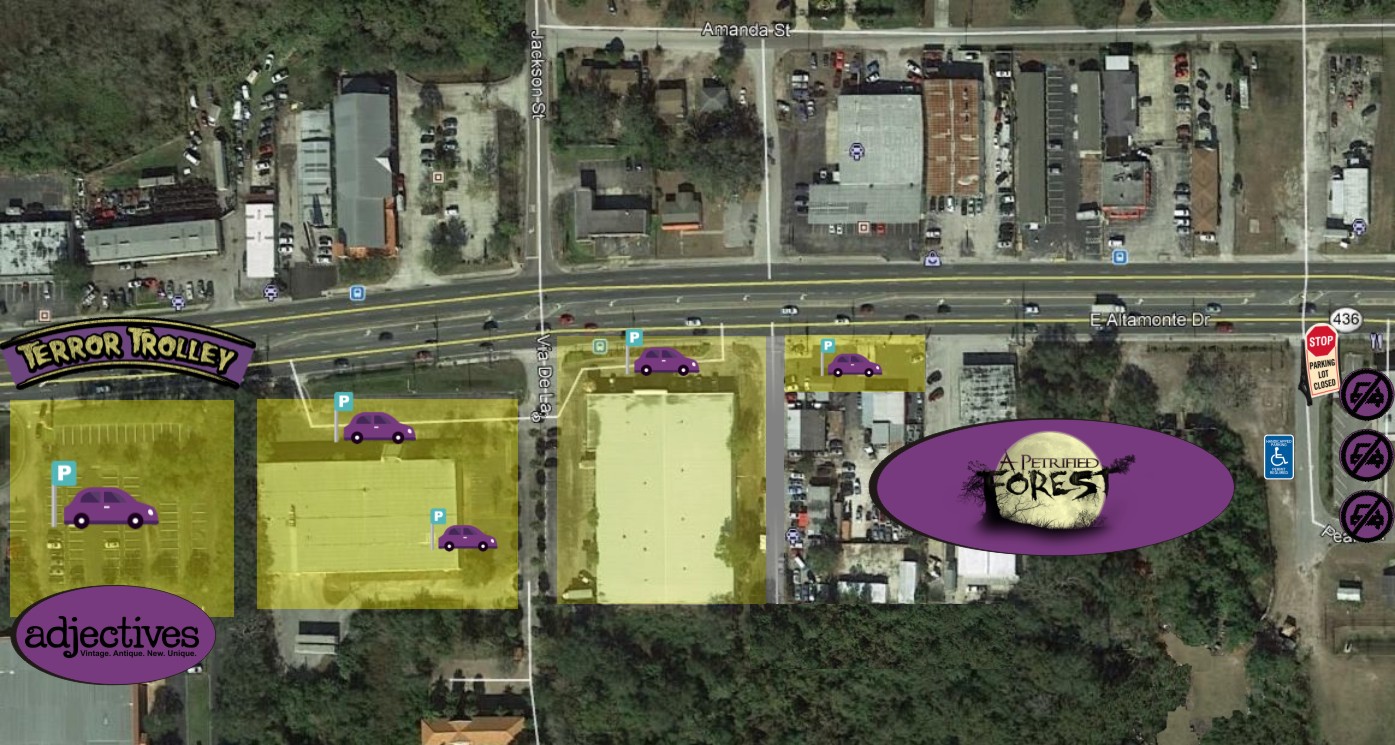 Amanda St
Jackson St
E Altamonte Dr
436
TERROR TROLLEY
Via De La
P
P
STOP
PARKING
LOT
CLOSED
P
P
P
A PETRIFIED
FOREST
adjectives
Vintage. Antique. New. Unique.